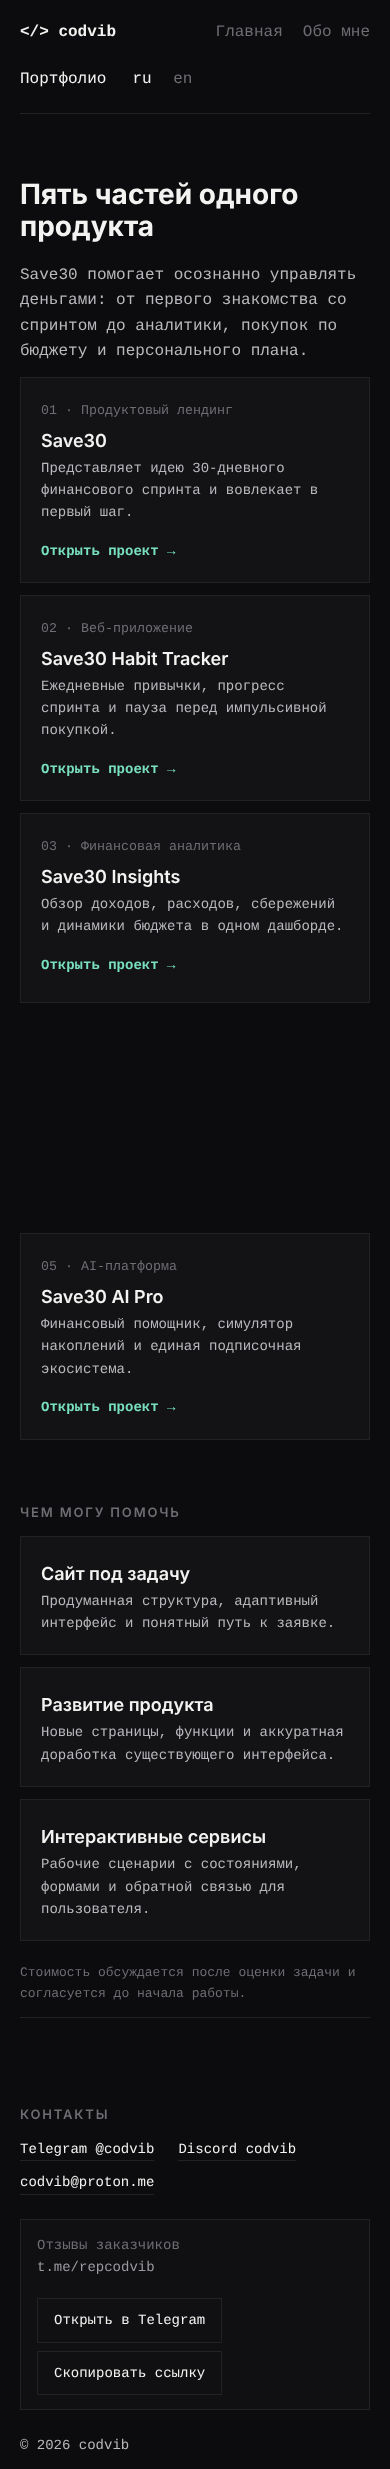 </> codvib Главная Обо мне
Портфолио ru en
Пять частей одного
продукта
Save30 помогает осознанно управлять
деньгами: от первого знакомства со
спринтом до аналитики, покупок по
бюджету и персонального плана.
01 · Продуктовый лендинг
Save30
Представляет идею 30-дневного
финансового спринта и вовлекает в
первый шаг.
Открыть проект →
02 · Веб-приложение
Save30 Habit Tracker
Ежедневные привычки, прогресс
спринта и пауза перед импульсивной
покупкой.
Открыть проект →
03 · Финансовая аналитика
Save30 Insights
Обзор доходов, расходов, сбережений
и динамики бюджета в одном дашборде.
Открыть проект →
05 · AI-платформа
Save30 AI Pro
Финансовый помощник, симулятор
накоплений и единая подписочная
экосистема.
Открыть проект →
ЧЕМ МОГУ ПОМОЧЬ
Сайт под задачу
Продуманная структура, адаптивный
интерфейс и понятный путь к заявке.
Развитие продукта
Новые страницы, функции и аккуратная
доработка существующего интерфейса.
Интерактивные сервисы
Рабочие сценарии с состояниями,
формами и обратной связью для
пользователя.
Стоимость обсуждается после оценки задачи и
согласуется до начала работы.
КОНТАКТЫ
Telegram @codvib Discord codvib
codvib@proton.me
Отзывы заказчиков
t.me/repcodvib
Открыть в Telegram
Скопировать ссылку
© 2026 codvib